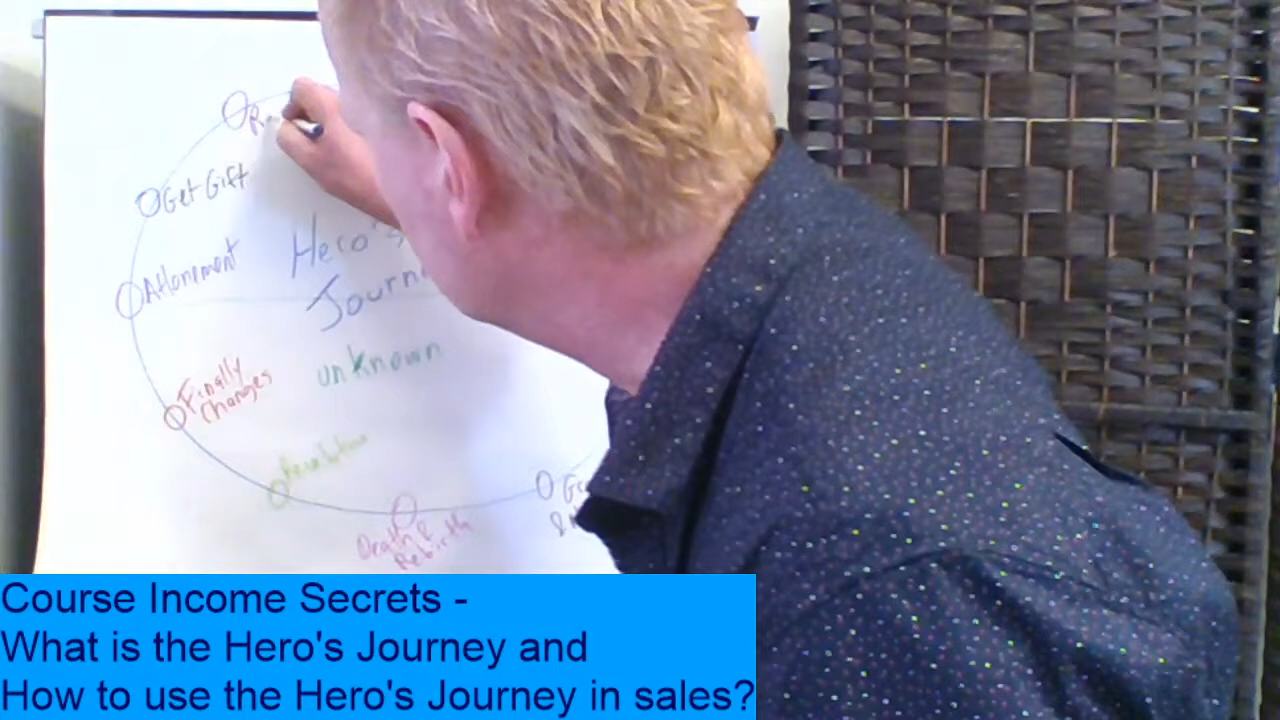 Get Gift
Atonement
Hero's
Journ
unknown
Finally
Changes
Revelation
Death &
Rebirth
&
Course Income Secrets -
What is the Hero's Journey and
How to use the Hero's Journey in sales?